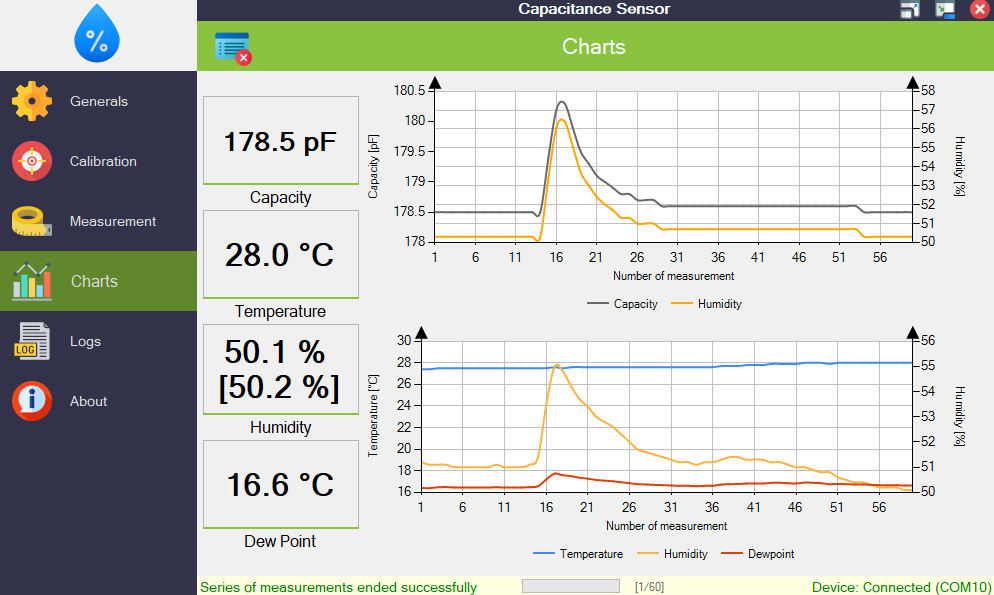 Capacitance Sensor
%
Charts
Generals
Calibration
Measurement
Charts
LOG
Logs
i
About
178.5 pF
Capacity
28.0 °C
Temperature
50.1 %
[50.2 %]
Humidity
16.6 °C
Dew Point
Capacity [pF]
180.5
180
179.5
179
178.5
178
58
57
56
55
54
53
52
51
50
Humidity [%]
1 6 11 16 21 26 31 36 41 46 51 56
Number of measurement
Capacity Humidity
Temperature [°C]
30
28
26
24
22
20
18
16
56
55
54
53
52
51
50
Humidity [%]
1 6 11 16 21 26 31 36 41 46 51 56
Number of measurement
Temperature Humidity Dewpoint
Series of measurements ended successfully [1/60] Device: Connected (COM10)